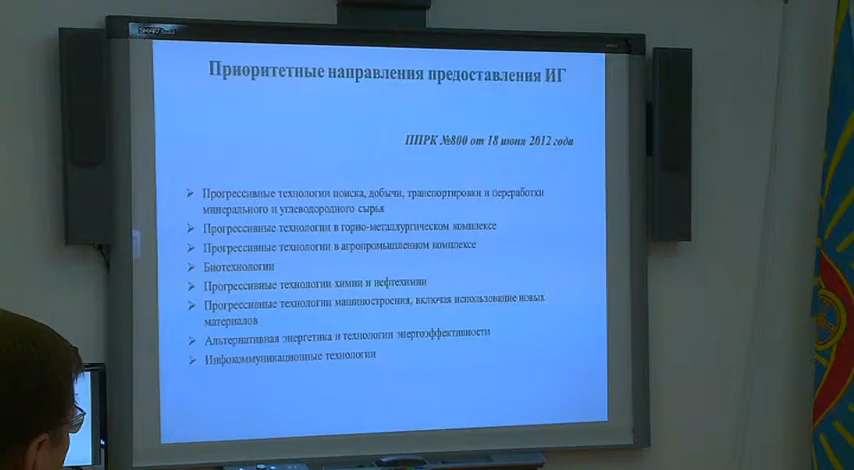 SMART
Приоритетные направления предоставления ИГ
ППРК №800 от 18 июня 2012 года
Прогрессивные технологии поиска, добычи, транспортировки и переработки
минерального и углеводородного сырья
Прогрессивные технологии в горно-металлургическом комплексе
Прогрессивные технологии в агропромышленном комплексе
Биотехнологии
Прогрессивные технологии химии и нефтехимии
Прогрессивные технологии машиностроения, включая использование новых
материалов
Альтернативная энергетика и технологии энергоэффективности
Инфокоммуникационные технологии